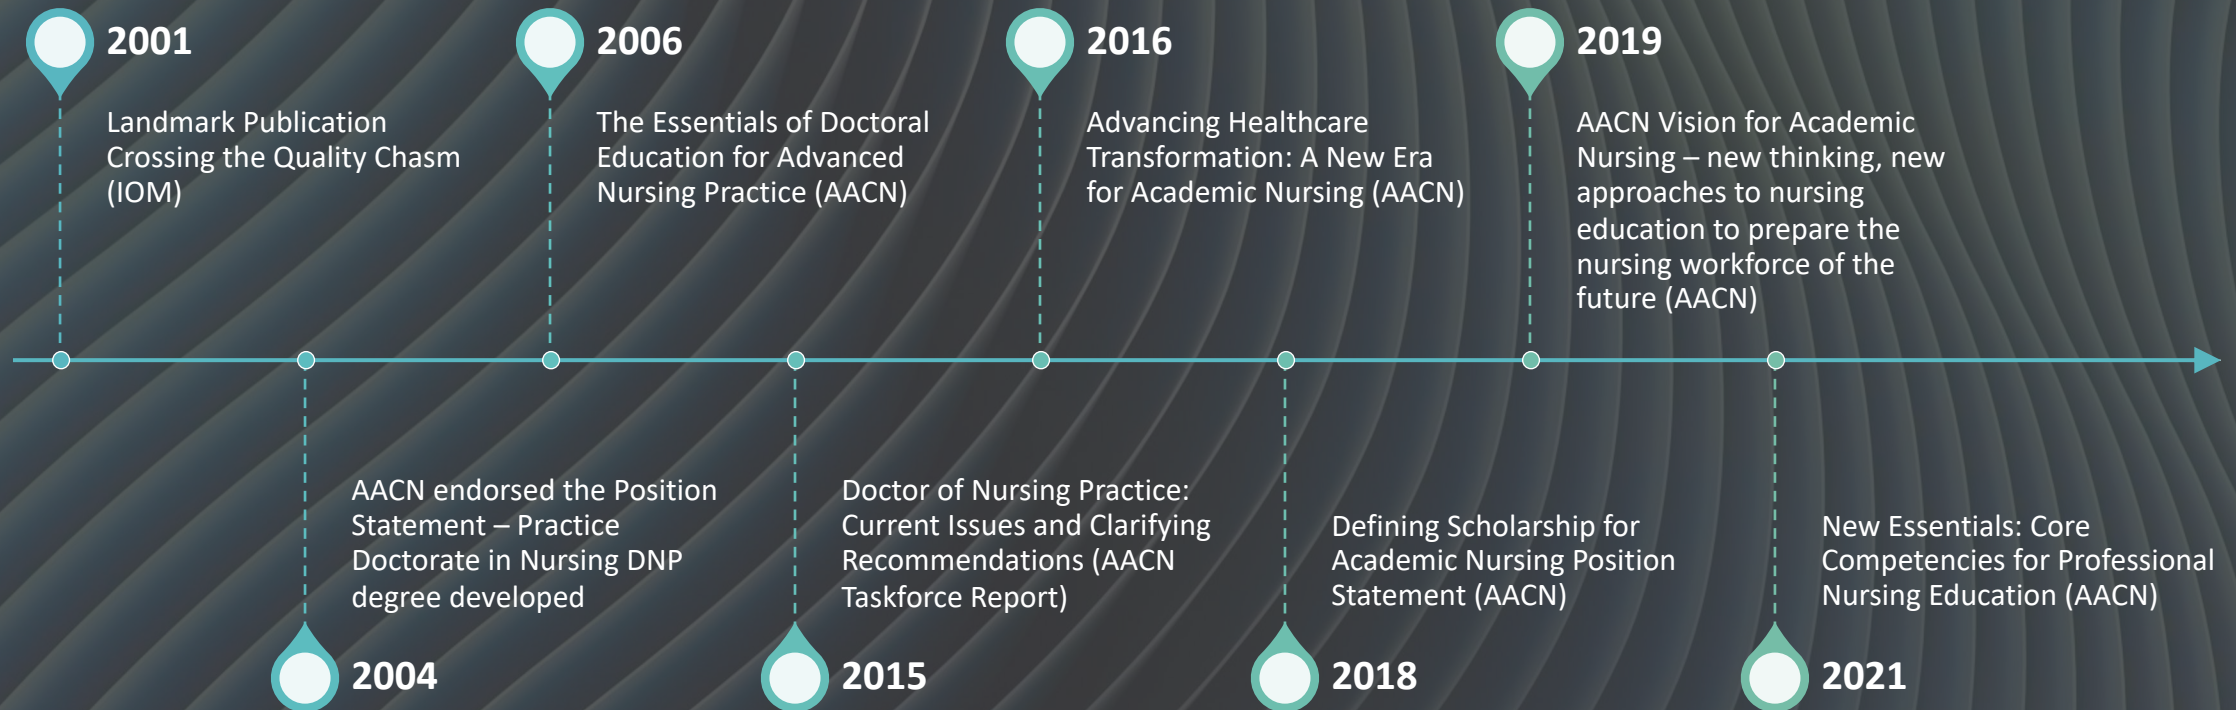 2001
Landmark Publication
Crossing the Quality Chasm
(IOM)
2006
The Essentials of Doctoral
Education for Advanced
Nursing Practice (AACN)
2016
Advancing Healthcare
Transformation: A New Era
for Academic Nursing (AACN)
2019
AACN Vision for Academic
Nursing – new thinking, new
approaches to nursing
education to prepare the
nursing workforce of the
future (AACN)
AACN endorsed the Position
Statement – Practice
Doctorate in Nursing DNP
degree developed
2004
Doctor of Nursing Practice:
Current Issues and Clarifying
Recommendations (AACN
Taskforce Report)
2015
Defining Scholarship for
Academic Nursing Position
Statement (AACN)
2018
New Essentials: Core
Competencies for Professional
Nursing Education (AACN)
2021